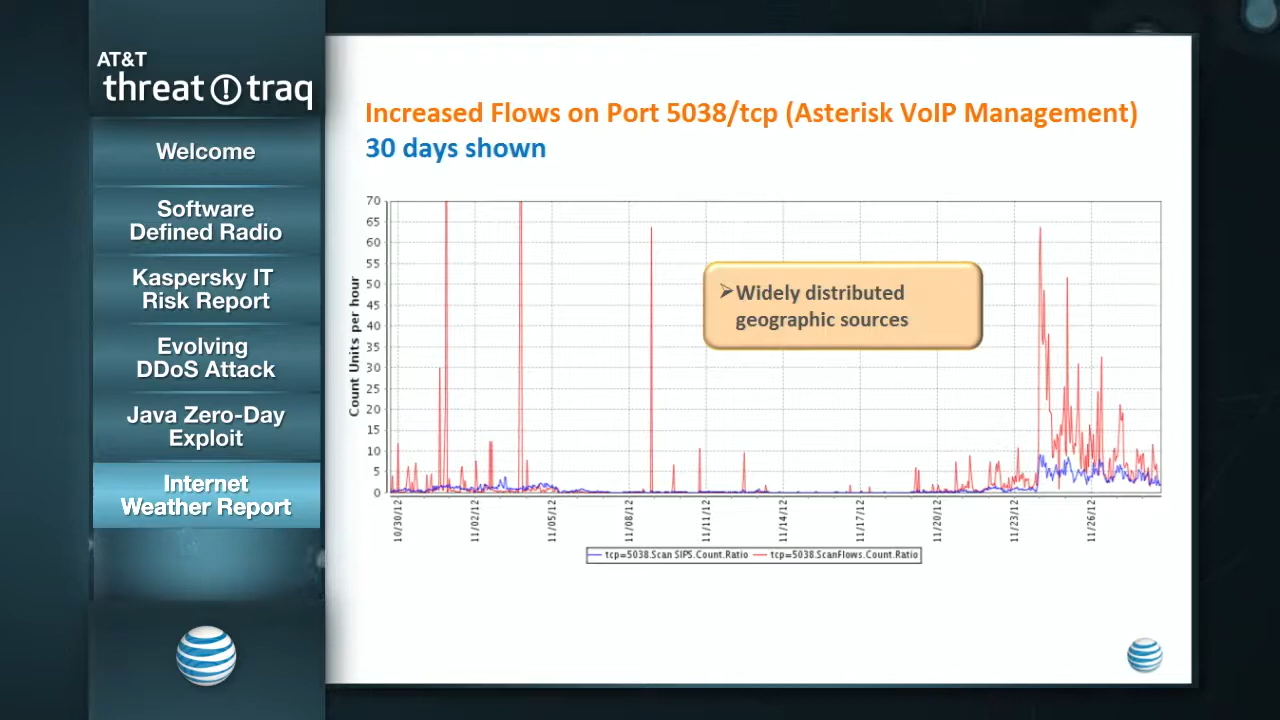 AT&T
threat traq
Welcome
Software
Defined Radio
Kaspersky IT
Risk Report
Evolving
DDoS Attack
Java Zero-Day
Exploit
Internet
Weather Report
Increased Flows on Port 5038/tcp (Asterisk VoIP Management)
30 days shown
Count Units per hour
70
65
60
55
50
45
40
35
30
25
20
15
10
5
0
➢Widely distributed
geographic sources
10/30/12
11/02/12
11/05/12
11/08/12
11/11/12
11/14/12
11/17/12
11/20/12
11/23/12
11/26/12
tcp=5038.Scan SIPS.Count.Ratio
tcp=5038.ScanFlows.Count.Ratio